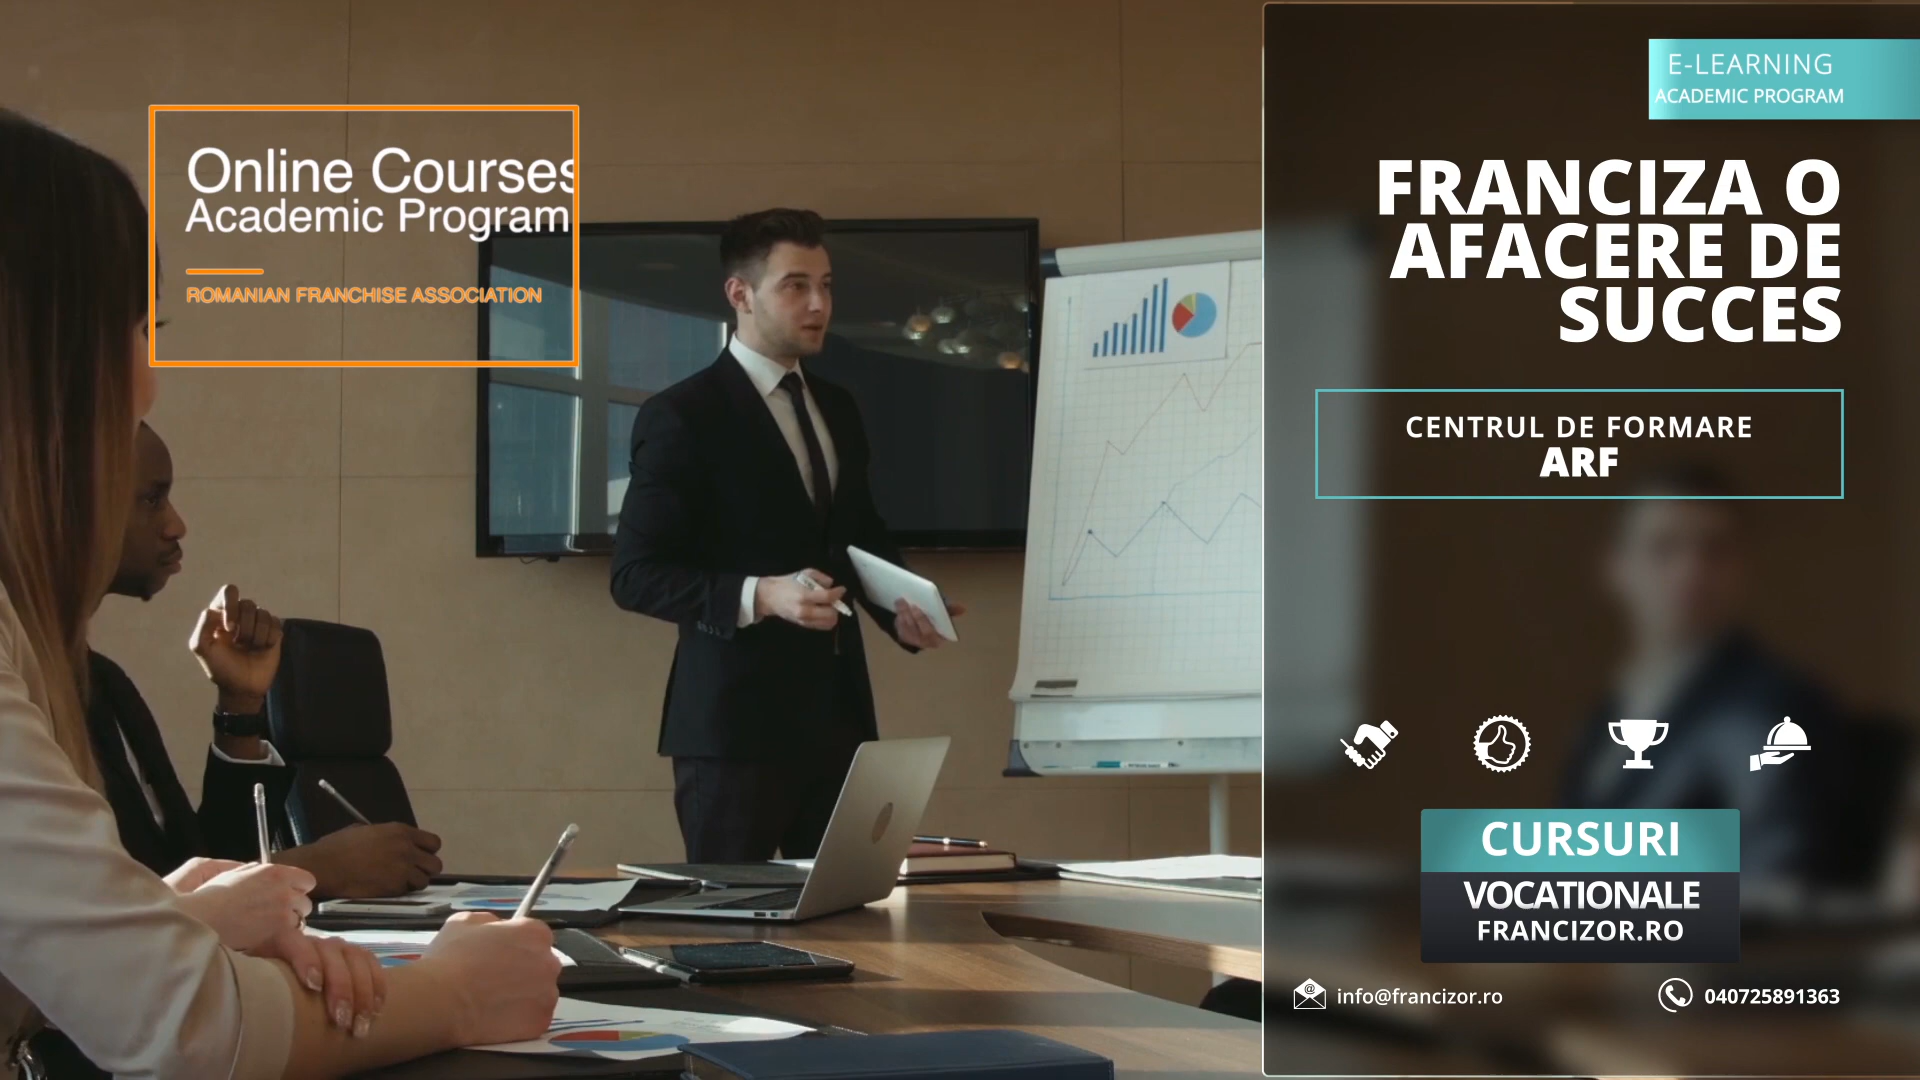 Online Courses
Academic Program
ROMANIAN FRANCHISE ASSOCIATION
E-LEARNING
ACADEMIC PROGRAM
FRANCIZA O
AFACERE DE
SUCCES
CENTRUL DE FORMARE
ARF
CURSURI
VOCATIONALE
FRANCIZOR.RO
info@francizor.ro
040725891363